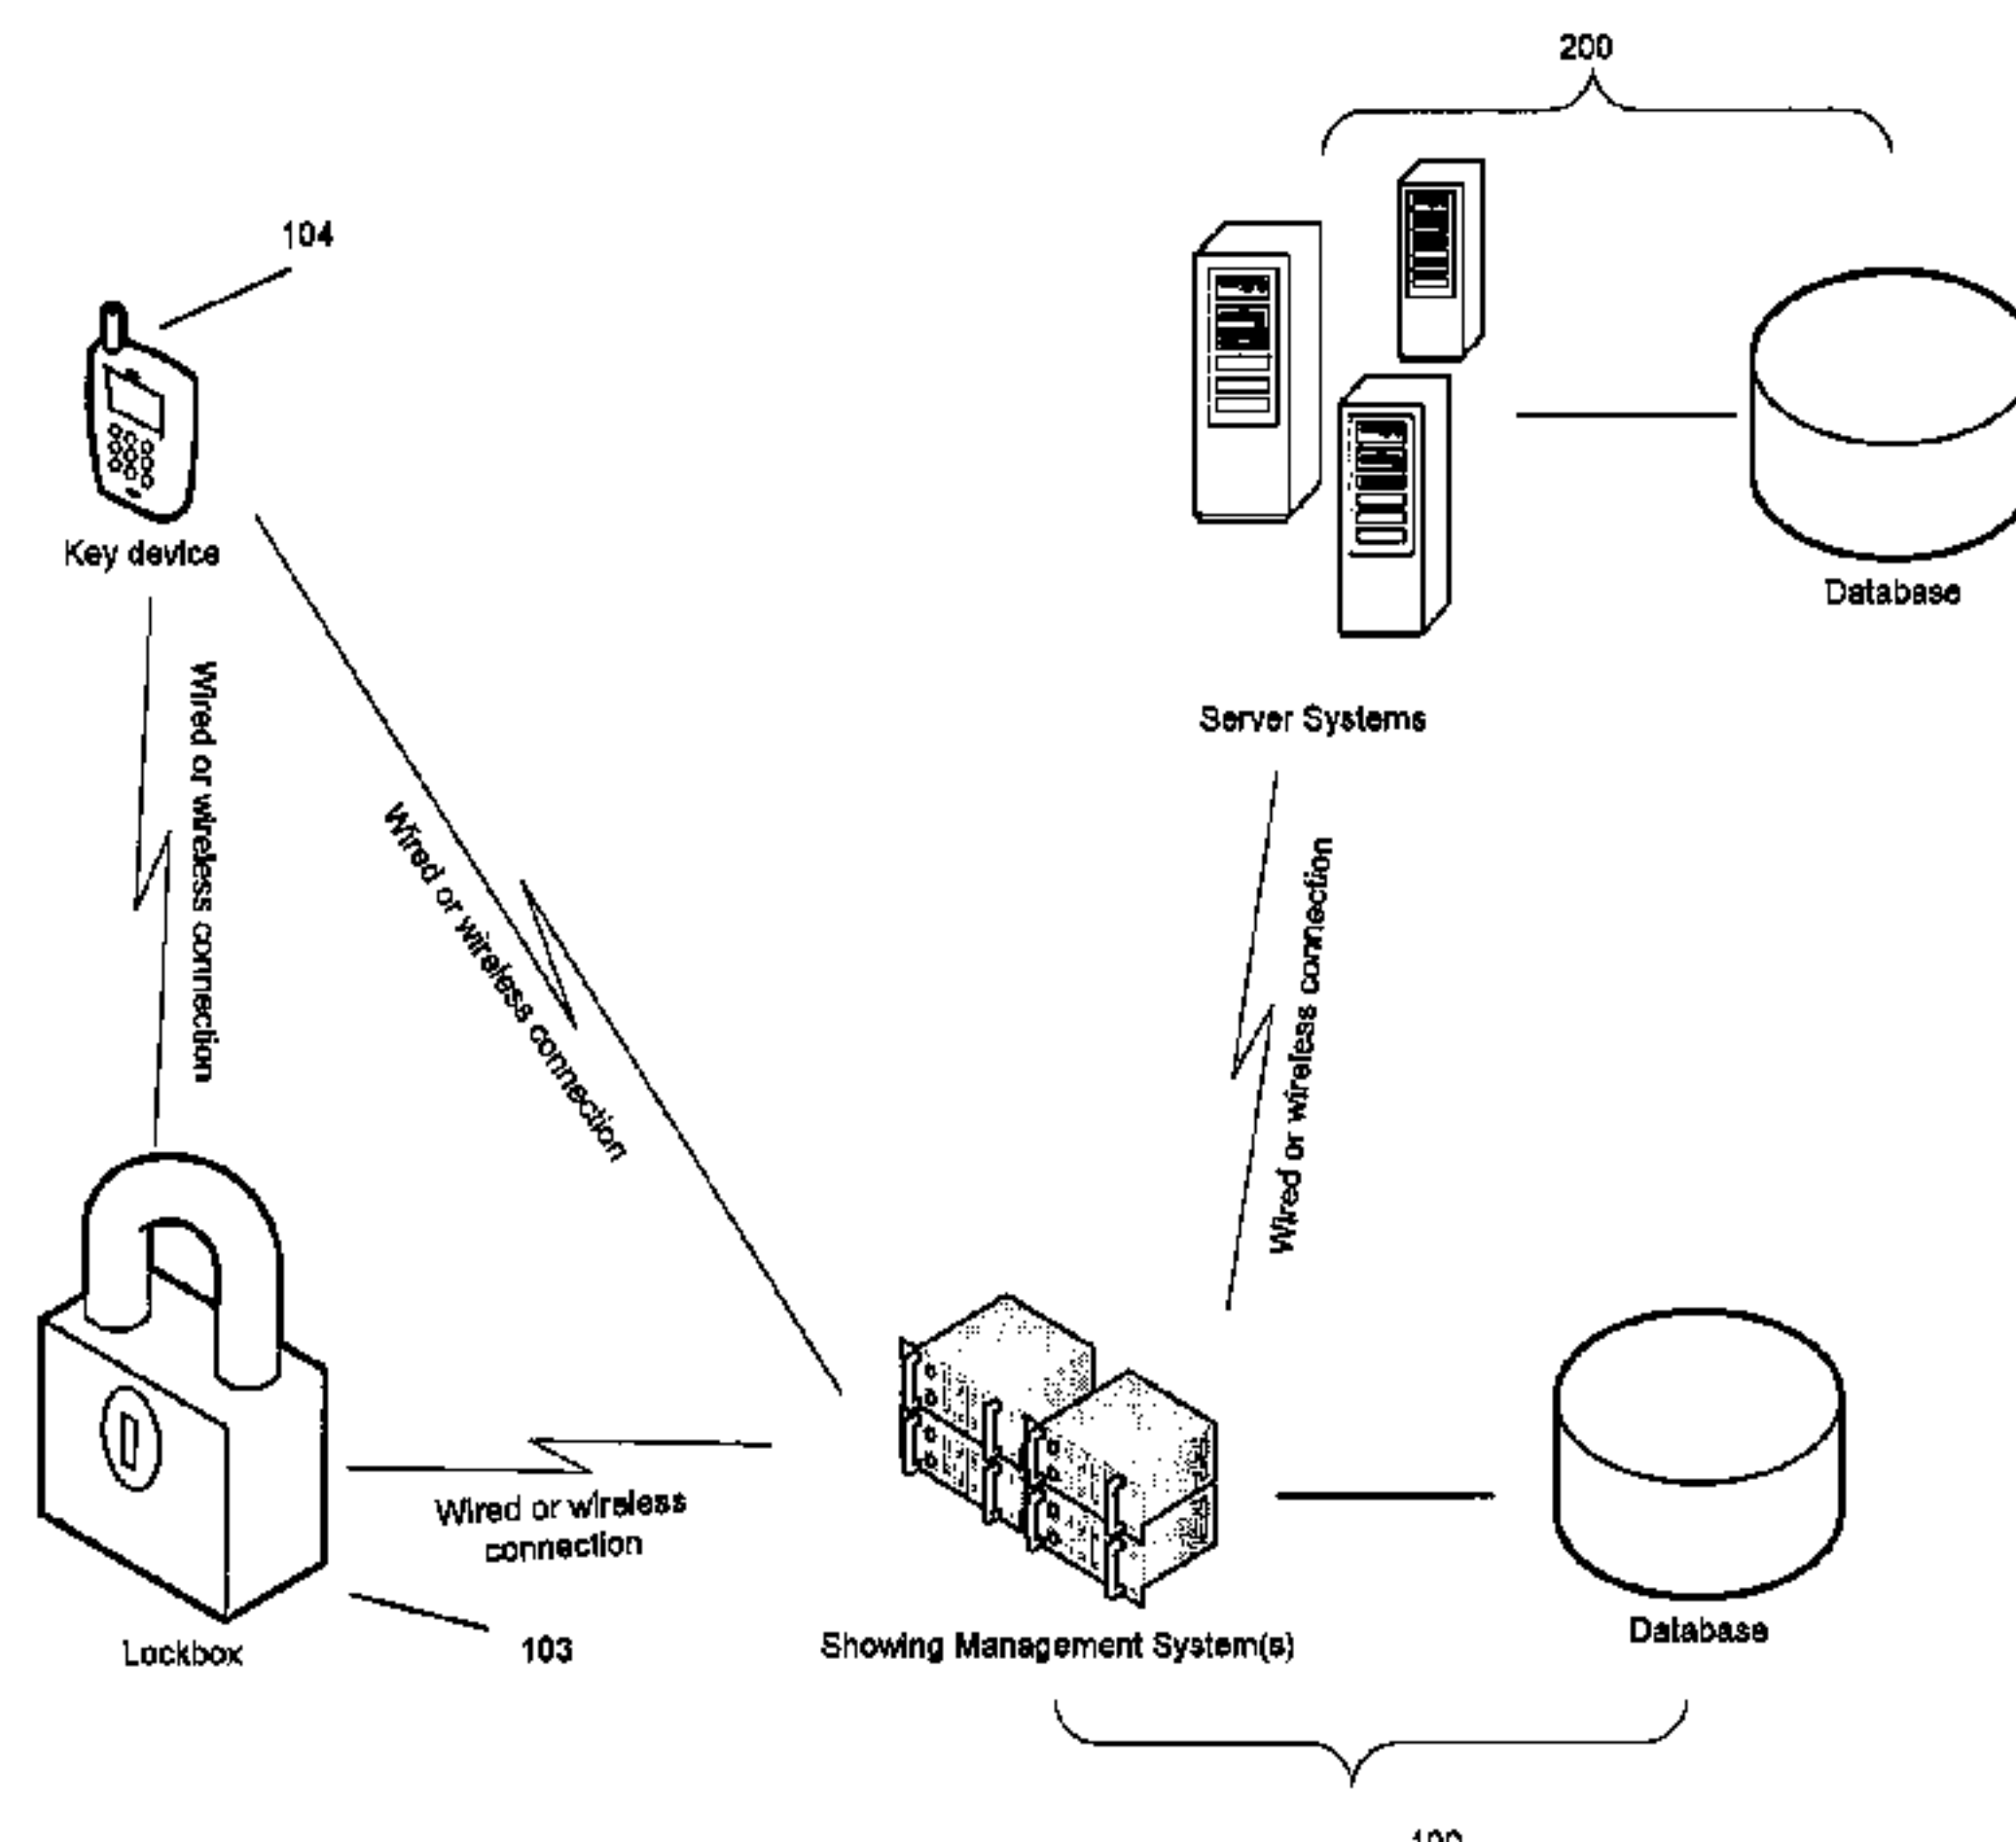 200
104
Key device
Database
Server Systems
Wired or wireless connection
Wired or wireless connection
Wired or wireless connection
Wired or wireless
connection
Lockbox
103
Showing Management System(s)
Database